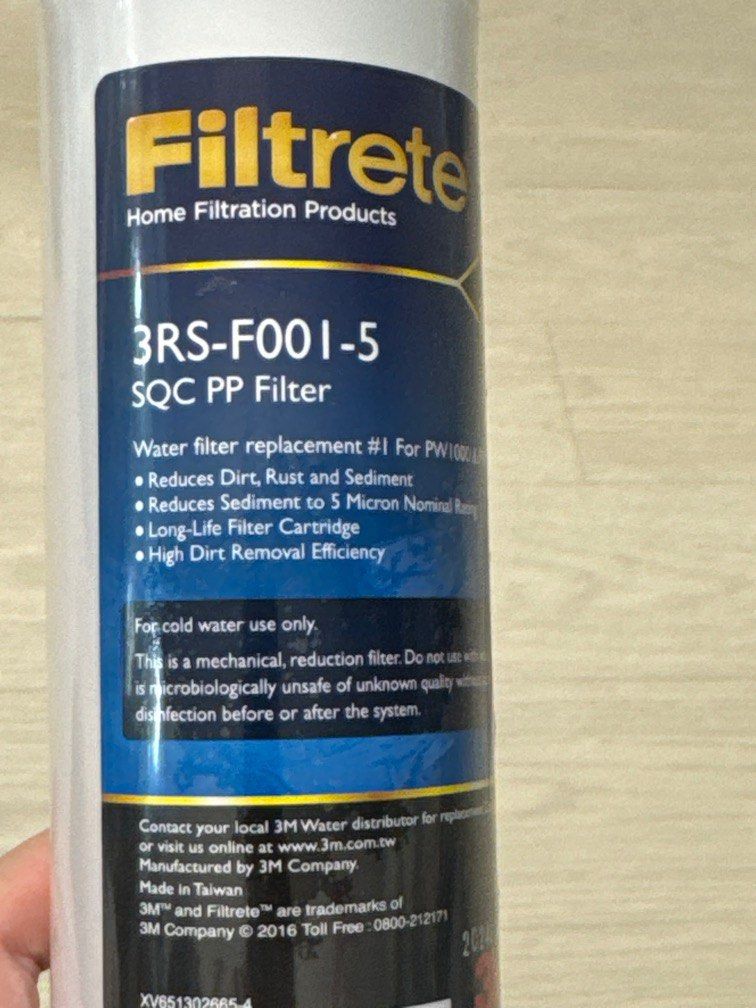 Filtrete
Home Filtration Products
3RS-F001-5
SQC PP Filter
Water filter replacement #1 For
• Reduces Dirt, Rust and Sediment
• Reduces Sediment to 5 Micron Nominal Rating
• Long-Life Filter Cartridge
• High Dirt Removal Efficiency
For cold water use only.
This is a mechanical, reduction filter. Do not use with
is microbiologically unsafe of unknown quality without
disinfection before or after the system.
Contact your local 3M Water distributor for replacement
or visit us online at www.3m.com.tw
Manufactured by 3M Company.
Made in Taiwan
3M™ and Filtrete™ are trademarks of
3M Company © 2016 Toll Free : 0800-212171
XV651302665-4